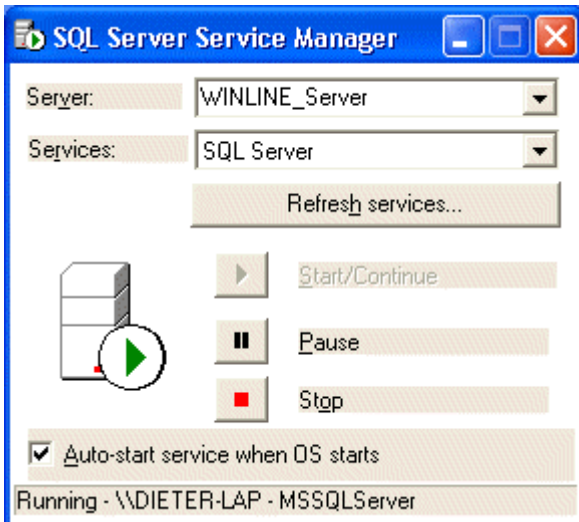 SQL Server Service Manager
Server: WINLINE_Server
Services: SQL Server
Refresh services...
Start/Continue
Pause
Stop
Auto-start service when OS starts
Running - \\DIETER-LAP - MSSQLServer